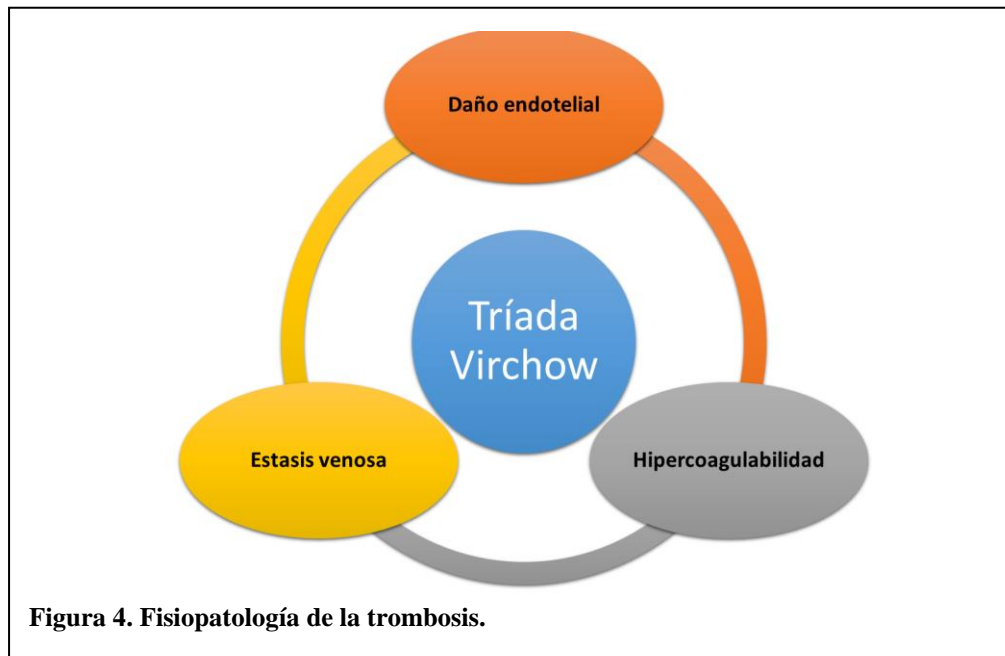 Daño endotelial
Tríada
Virchow
Estasis venosa
Hipercoagulabilidad
Figura 4. Fisiopatología de la trombosis.